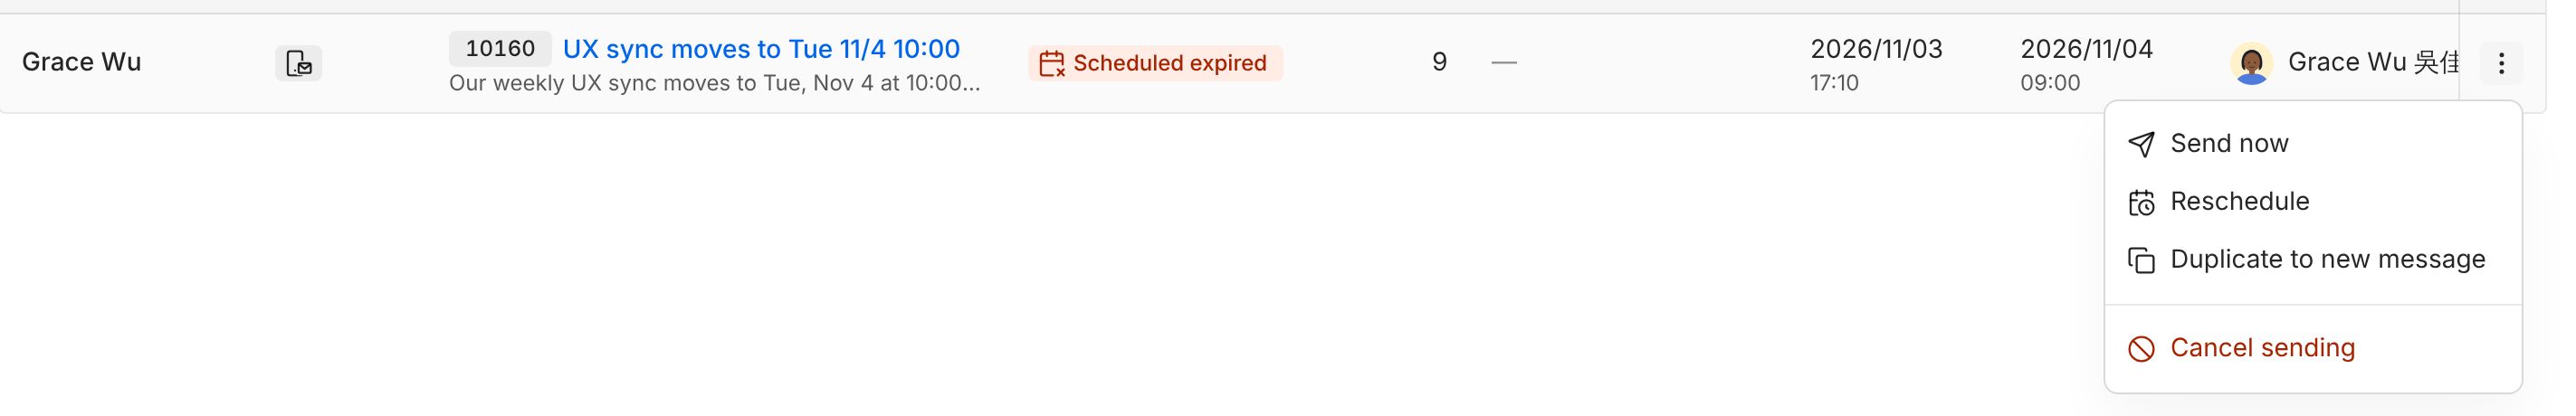 Grace Wu
10160 UX sync moves to Tue 11/4 10:00
Our weekly UX sync moves to Tue, Nov 4 at 10:00...
Scheduled expired
9
—
2026/11/03
17:10
2026/11/04
09:00
Grace Wu 吳佳
Send now
Reschedule
Duplicate to new message
Cancel sending